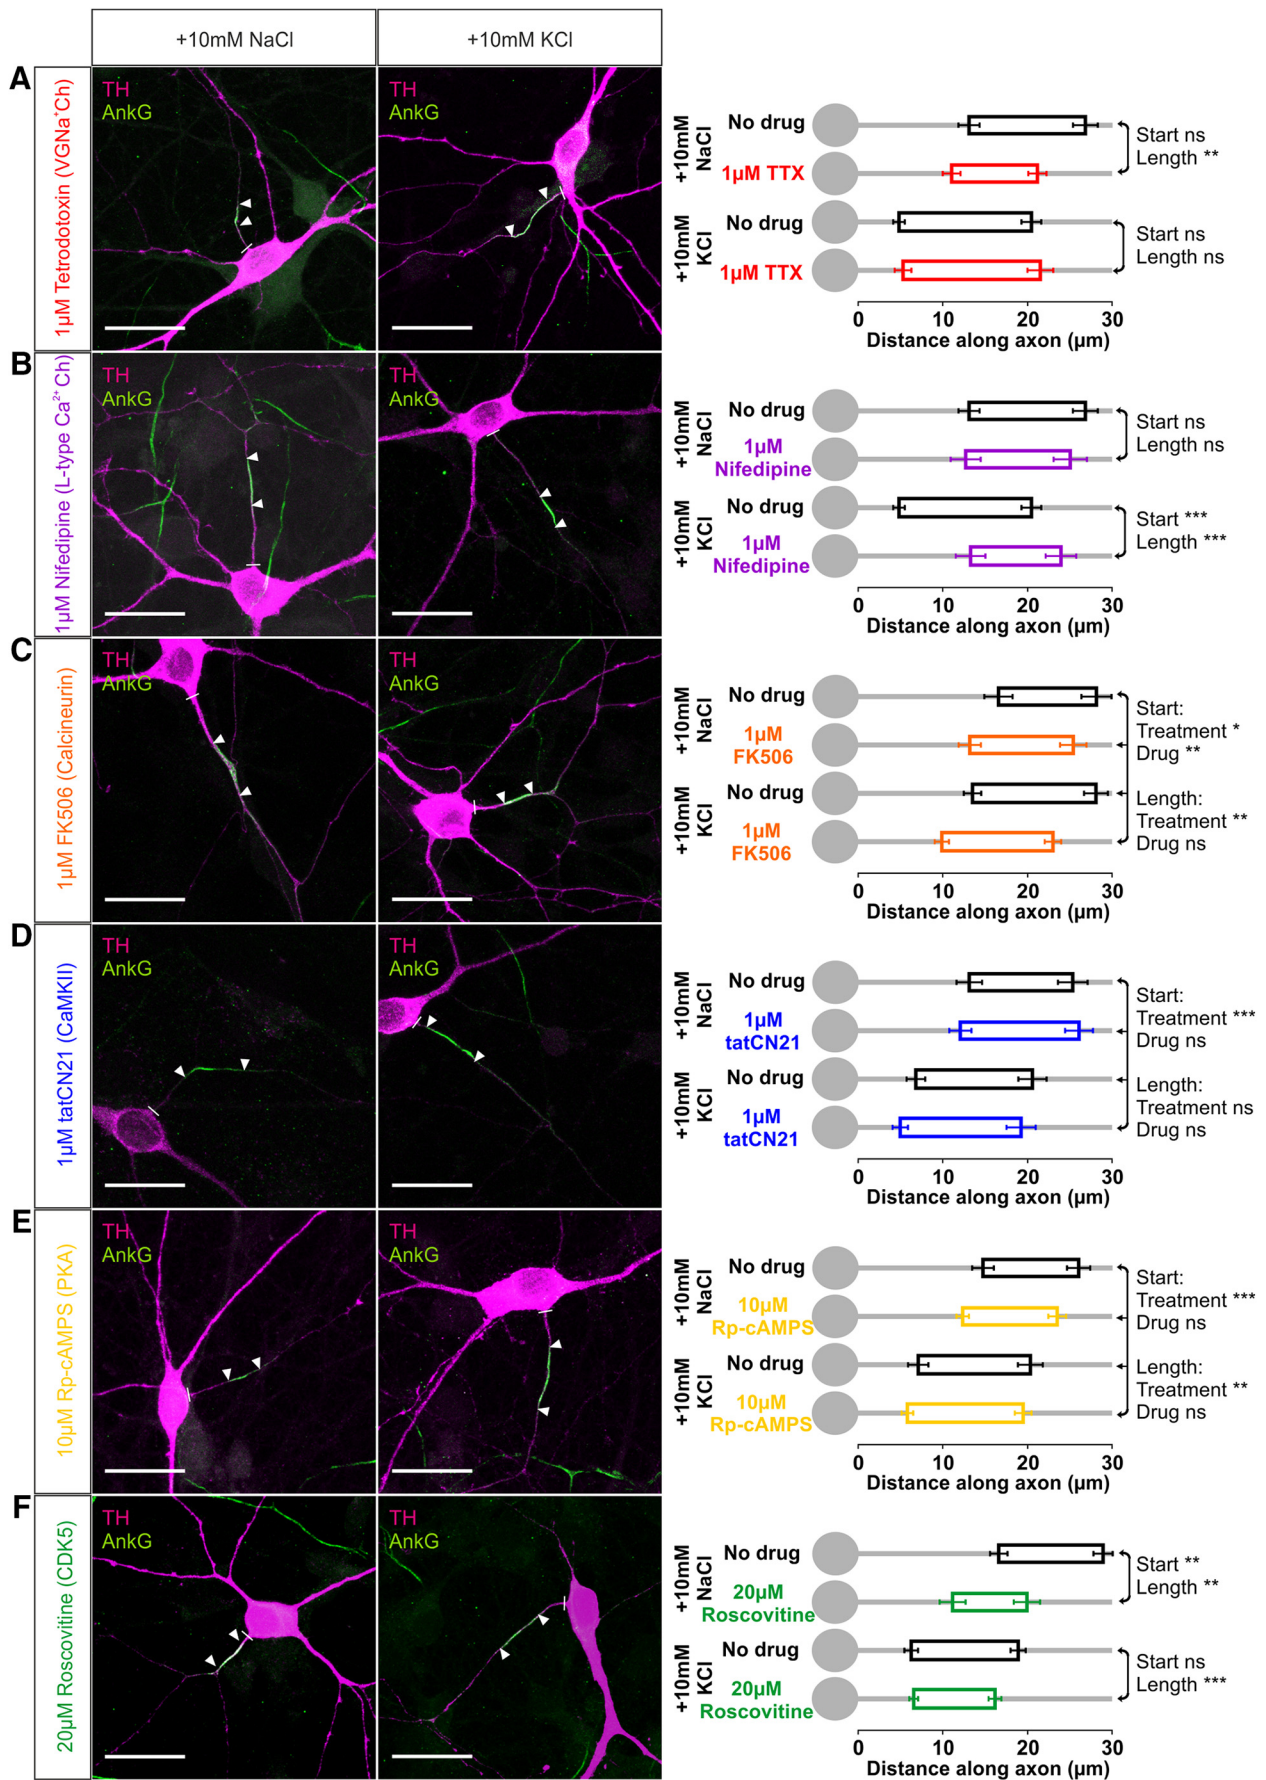 +10mM NaCl
+10mM KCl
A
1µM Tetrodotoxin (VGNa⁺Ch)
TH
AnkG
TH
AnkG
+10mM
NaCl
No drug
1µM TTX
+10mM
KCl
No drug
1µM TTX
Start ns
Length **
Start ns
Length ns
0 10 20 30
Distance along axon (µm)
B
1µM Nifedipine (L-type Ca²⁺Ch)
TH
AnkG
TH
AnkG
+10mM
NaCl
No drug
1µM
Nifedipine
+10mM
KCl
No drug
1µM
Nifedipine
Start ns
Length ns
Start ***
Length ***
0 10 20 30
Distance along axon (µm)
C
1µM FK506 (Calcineurin)
TH
AnkG
TH
AnkG
+10mM
NaCl
No drug
1µM
FK506
+10mM
KCl
No drug
1µM
FK506
Start:
Treatment *
Drug **
Length:
Treatment **
Drug ns
0 10 20 30
Distance along axon (µm)
D
1µM tatCN21 (CaMKII)
TH
AnkG
TH
AnkG
+10mM
NaCl
No drug
1µM
tatCN21
+10mM
KCl
No drug
1µM
tatCN21
Start:
Treatment ***
Drug ns
Length:
Treatment ns
Drug ns
0 10 20 30
Distance along axon (µm)
E
10µM Rp-cAMPS (PKA)
TH
AnkG
TH
AnkG
+10mM
NaCl
No drug
10µM
Rp-cAMPS
+10mM
KCl
No drug
10µM
Rp-cAMPS
Start:
Treatment ***
Drug ns
Length:
Treatment **
Drug ns
0 10 20 30
Distance along axon (µm)
F
20µM Roscovitine (CDK5)
TH
AnkG
TH
AnkG
+10mM
NaCl
No drug
20µM
Roscovitine
+10mM
KCl
No drug
20µM
Roscovitine
Start **
Length **
Start ns
Length ***
0 10 20 30
Distance along axon (µm)